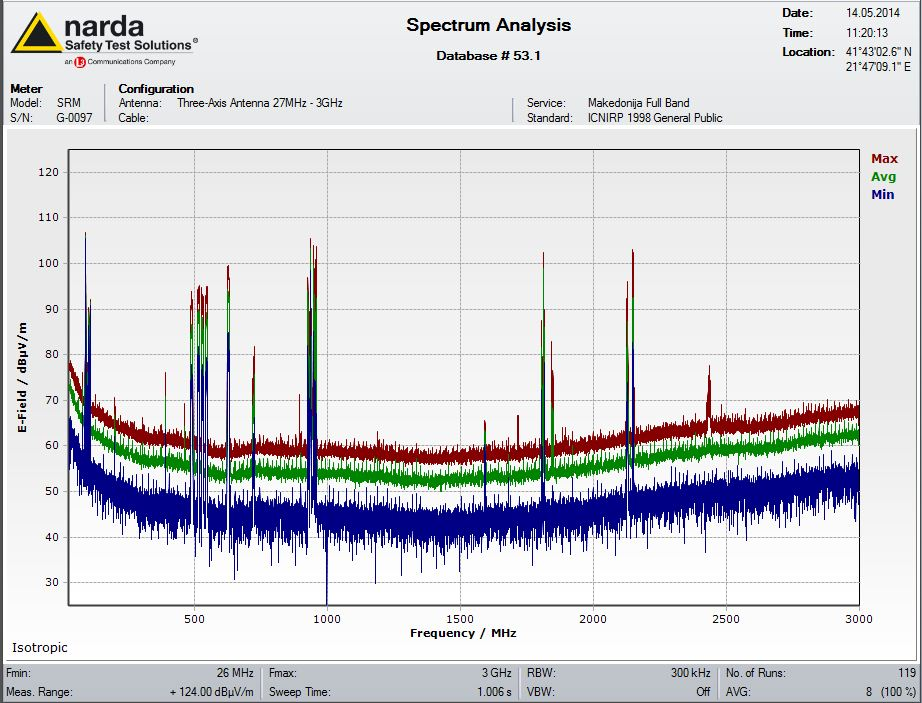 narda
Safety Test Solutions®
an L3 Communications Company
Spectrum Analysis
Database # 53.1
Date: 14.05.2014
Time: 11:20:13
Location: 41°43'02.6" N
21°47'09.1" E
Meter
Model: SRM
S/N: G-0097
Configuration
Antenna: Three-Axis Antenna 27MHz - 3GHz
Cable:
Service: Makedonija Full Band
Standard: ICNIRP 1998 General Public
Max
Avg
Min
E-Field / dBµV/m
120
110
100
90
80
70
60
50
40
30
500 1000 1500 2000 2500 3000
Frequency / MHz
Isotropic
Fmin: 26 MHz Fmax: 3 GHz RBW: 300 kHz No. of Runs: 119
Meas. Range: + 124.00 dBµV/m Sweep Time: 1.006 s VBW: Off AVG: 8 (100 %)